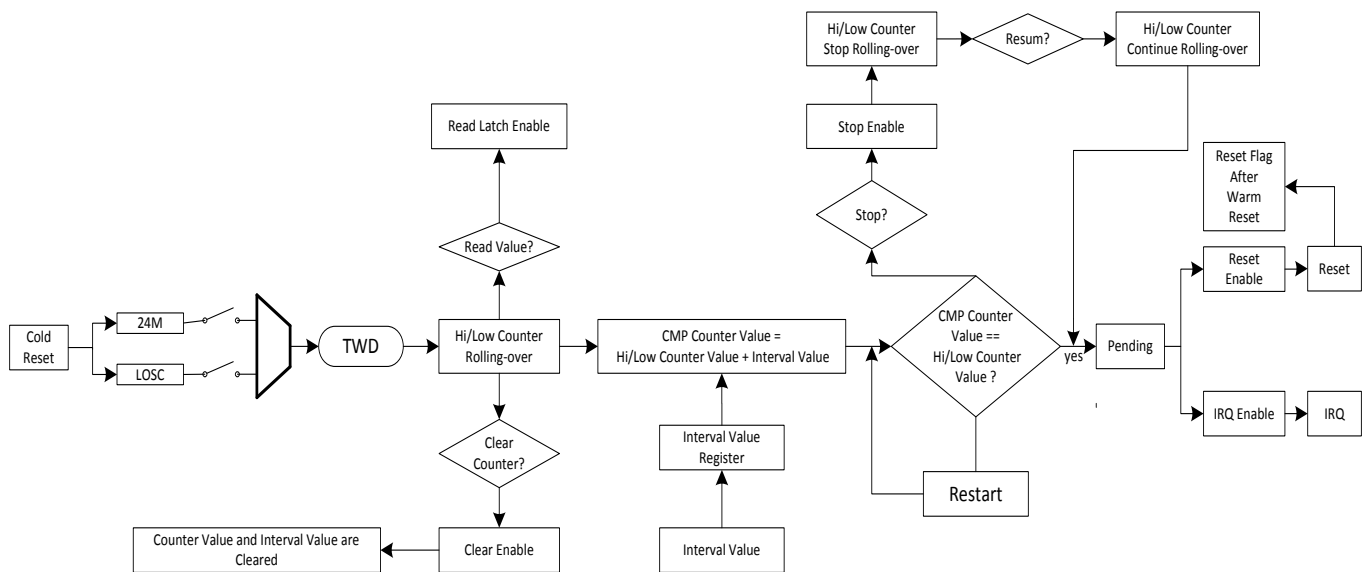 Cold
Reset
24M
LOSC
TWD
Read Latch Enable
Read Value?
Hi/Low Counter
Rolling-over
Clear
Counter?
Clear Enable
Counter Value and Interval Value are
Cleared
CMP Counter Value =
Hi/Low Counter Value + Interval Value
Interval Value
Register
Interval Value
Hi/Low Counter
Stop Rolling-over
Resum?
Hi/Low Counter
Continue Rolling-over
Stop Enable
Stop?
CMP Counter
Value ==
Hi/Low Counter
Value ?
Restart
yes
Pending
Reset Flag
After
Warm
Reset
Reset
Enable
Reset
IRQ Enable
IRQ